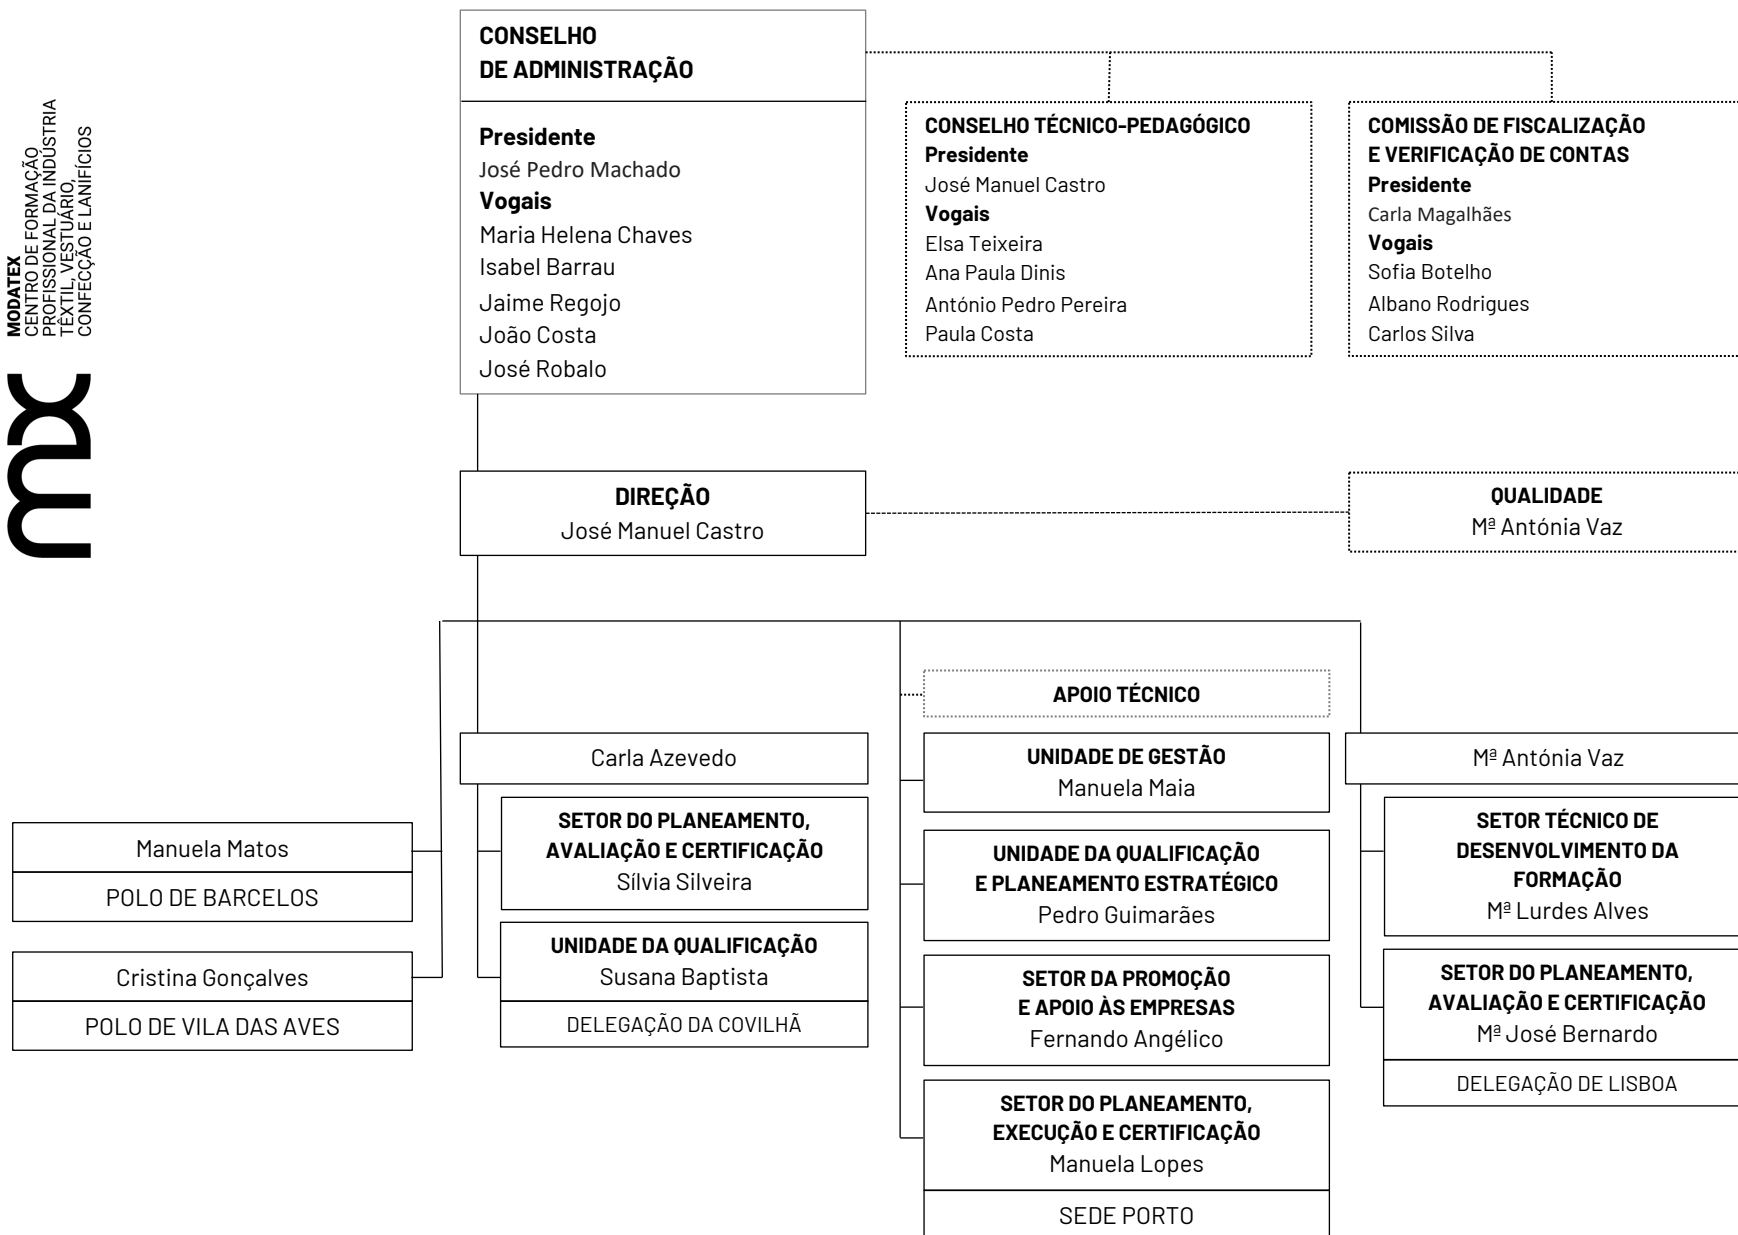 MODATEX
CENTRO DE FORMAÇÃO
PROFISSIONAL DA INDÚSTRIA
TÊXTIL, VESTUÁRIO,
CONFECÇÃO E LANIFÍCIOS
mx
CONSELHO
DE ADMINISTRAÇÃO
Presidente
José Pedro Machado
Vogais
Maria Helena Chaves
Isabel Barrau
Jaime Regojo
João Costa
José Robalo
CONSELHO TÉCNICO-PEDAGÓGICO
Presidente
José Manuel Castro
Vogais
Elsa Teixeira
Ana Paula Dinis
António Pedro Pereira
Paula Costa
COMISSÃO DE FISCALIZAÇÃO
E VERIFICAÇÃO DE CONTAS
Presidente
Carla Magalhães
Vogais
Sofia Botelho
Albano Rodrigues
Carlos Silva
DIREÇÃO
José Manuel Castro
QUALIDADE
Mª Antónia Vaz
Manuela Matos
POLO DE BARCELOS
Cristina Gonçalves
POLO DE VILA DAS AVES
Carla Azevedo
SETOR DO PLANEAMENTO,
AVALIAÇÃO E CERTIFICAÇÃO
Sílvia Silveira
UNIDADE DA QUALIFICAÇÃO
Susana Baptista
DELEGAÇÃO DA COVILHÃ
APOIO TÉCNICO
UNIDADE DE GESTÃO
Manuela Maia
UNIDADE DA QUALIFICAÇÃO
E PLANEAMENTO ESTRATÉGICO
Pedro Guimarães
SETOR DA PROMOÇÃO
E APOIO ÀS EMPRESAS
Fernando Angélico
SETOR DO PLANEAMENTO,
EXECUÇÃO E CERTIFICAÇÃO
Manuela Lopes
SEDE PORTO
Mª Antónia Vaz
SETOR TÉCNICO DE
DESENVOLVIMENTO DA
FORMAÇÃO
Mª Lurdes Alves
SETOR DO PLANEAMENTO,
AVALIAÇÃO E CERTIFICAÇÃO
Mª José Bernardo
DELEGAÇÃO DE LISBOA